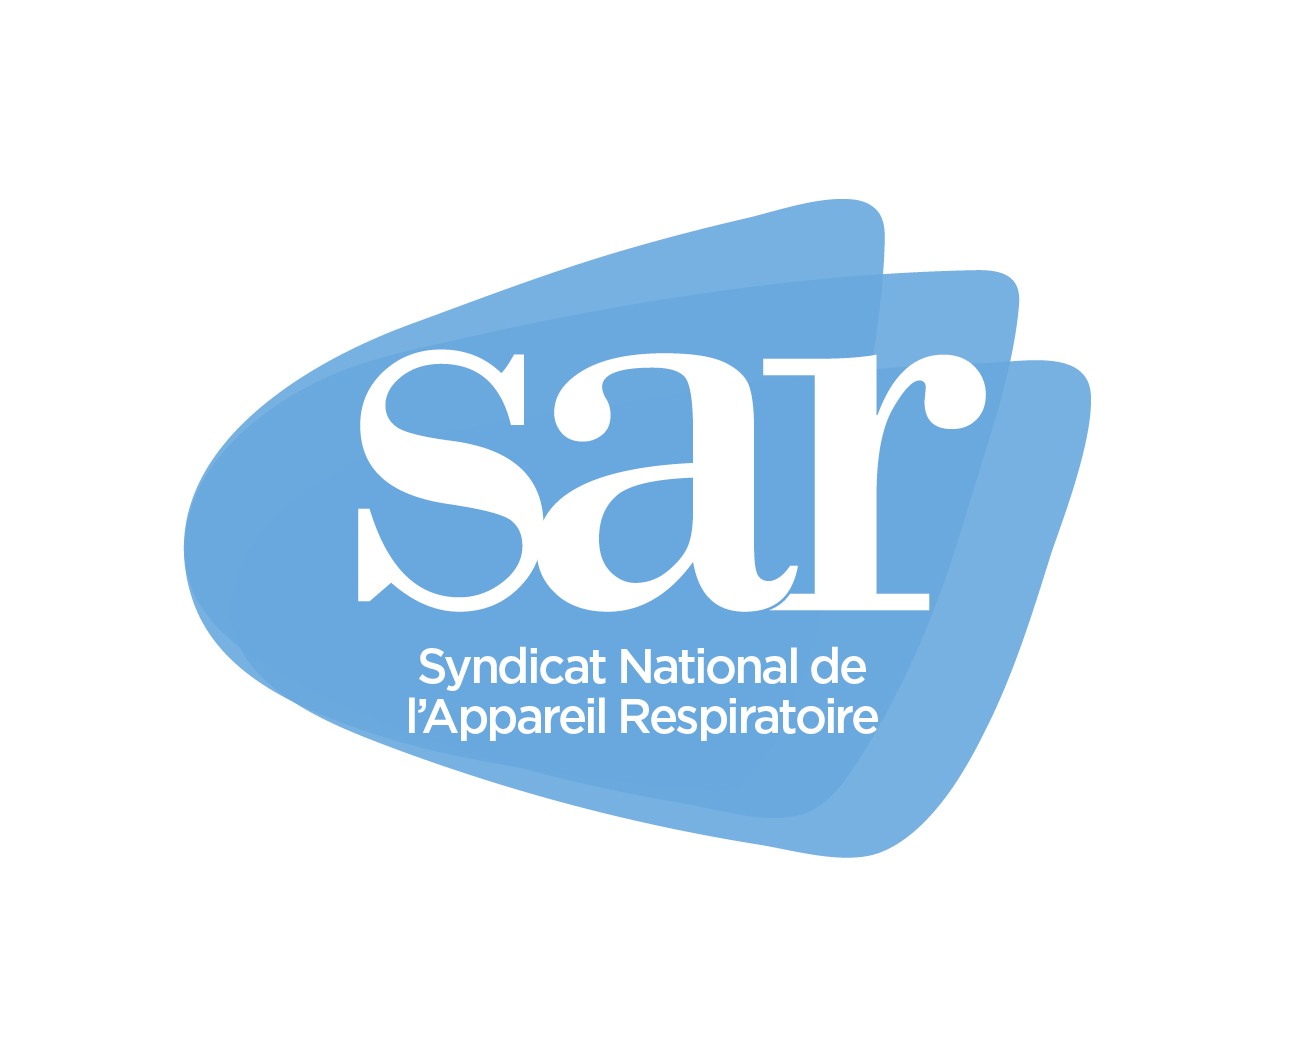 sar
Syndicat National de
l’Appareil Respiratoire